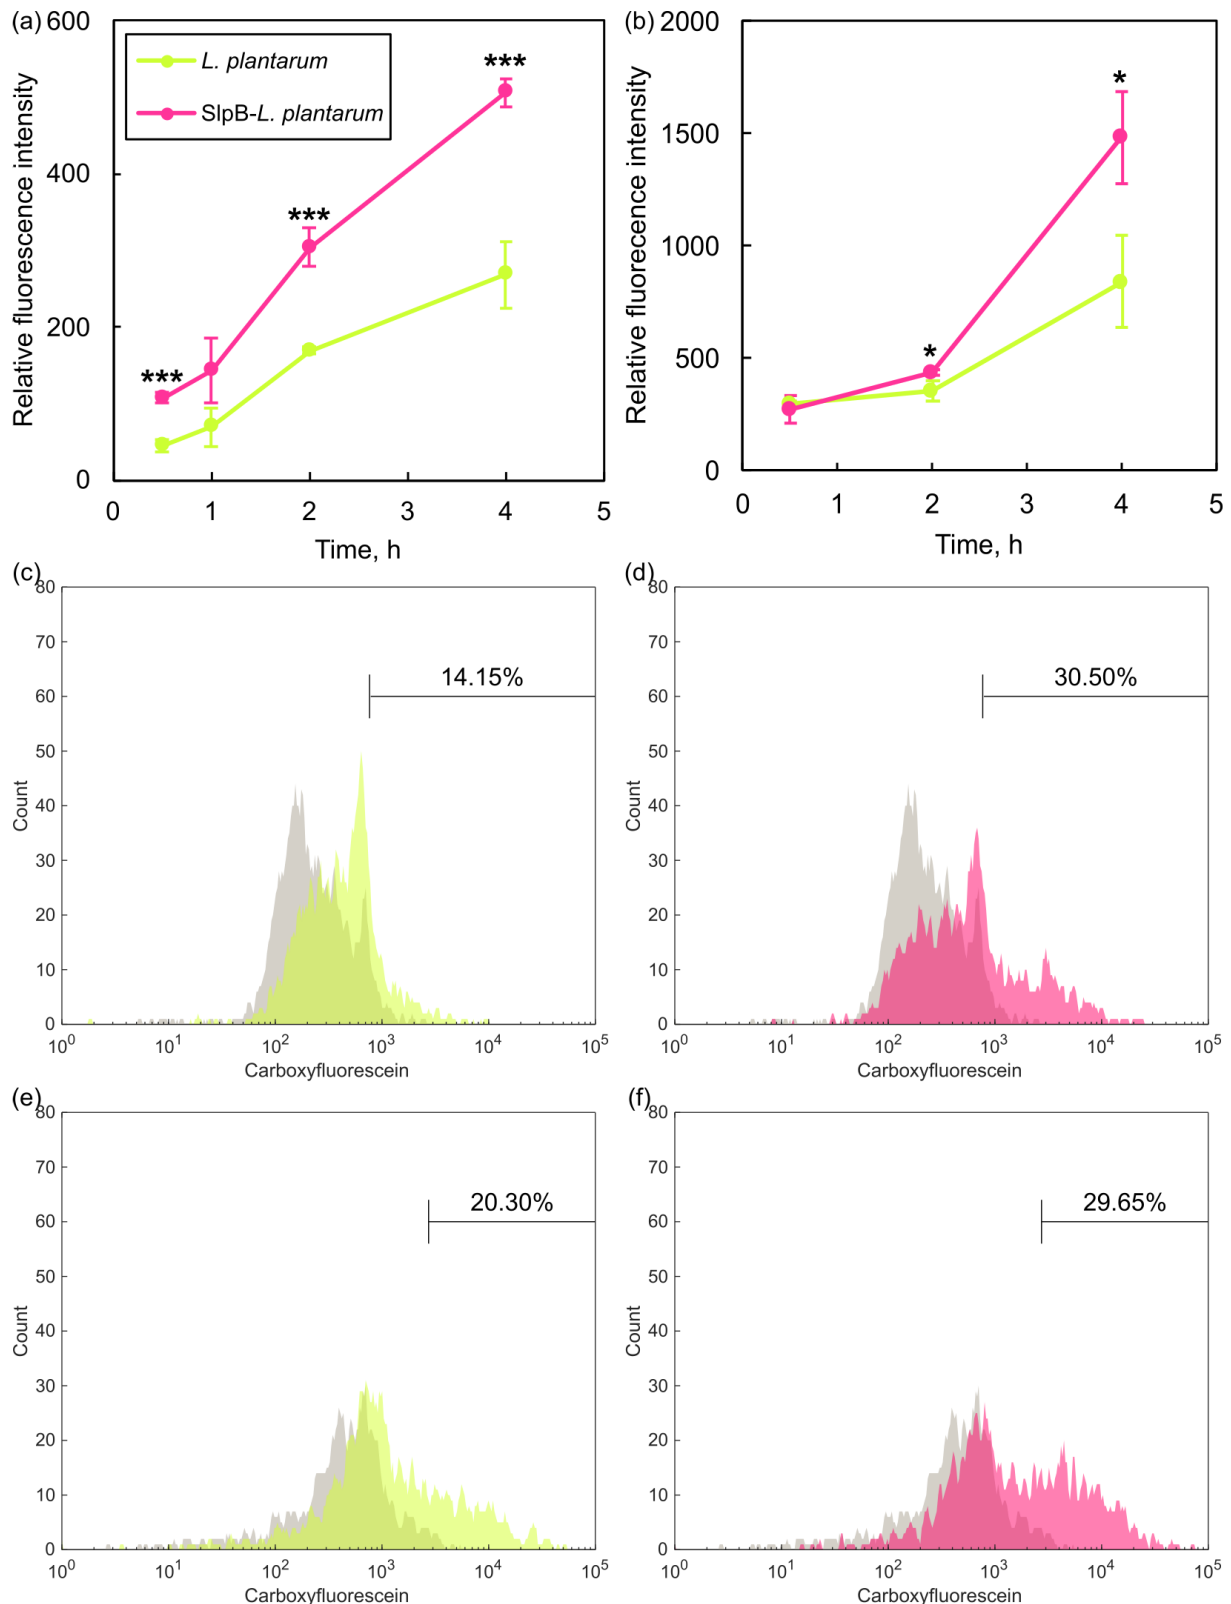 (a)
600
400
200
0
Relative fluorescence intensity
L. plantarum
SlpB-L. plantarum
***
***
***
0 1 2 3 4 5
Time, h
(b)
2000
1500
1000
500
0
Relative fluorecence intensity
*
*
0 1 2 3 4 5
Time, h
(c)
80
70
60
50
40
30
20
10
0
Count
14.15%
10^0 10^1 10^2 10^3 10^4 10^5
Carboxyfluorescein
(d)
80
70
60
50
40
30
20
10
0
Count
30.50%
10^0 10^1 10^2 10^3 10^4 10^5
Carboxyfluorescein
(e)
80
70
60
50
40
30
20
10
0
Count
20.30%
10^0 10^1 10^2 10^3 10^4 10^5
Carboxyfluorescein
(f)
80
70
60
50
40
30
20
10
0
Count
29.65%
10^0 10^1 10^2 10^3 10^4 10^5
Carboxyfluorescein